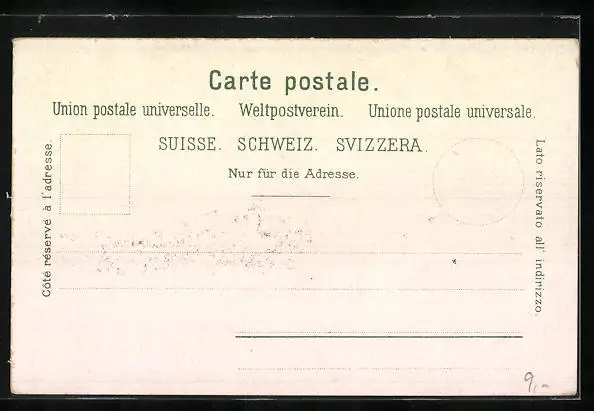 Carte postale.
Union postale universelle. Weltpostverein. Unione postale universale.
SUISSE. SCHWEIZ. SVIZZERA.
Nur für die Adresse.
Côté réservé à l'adresse.
Lato riservato all' indirizzo.
9,-